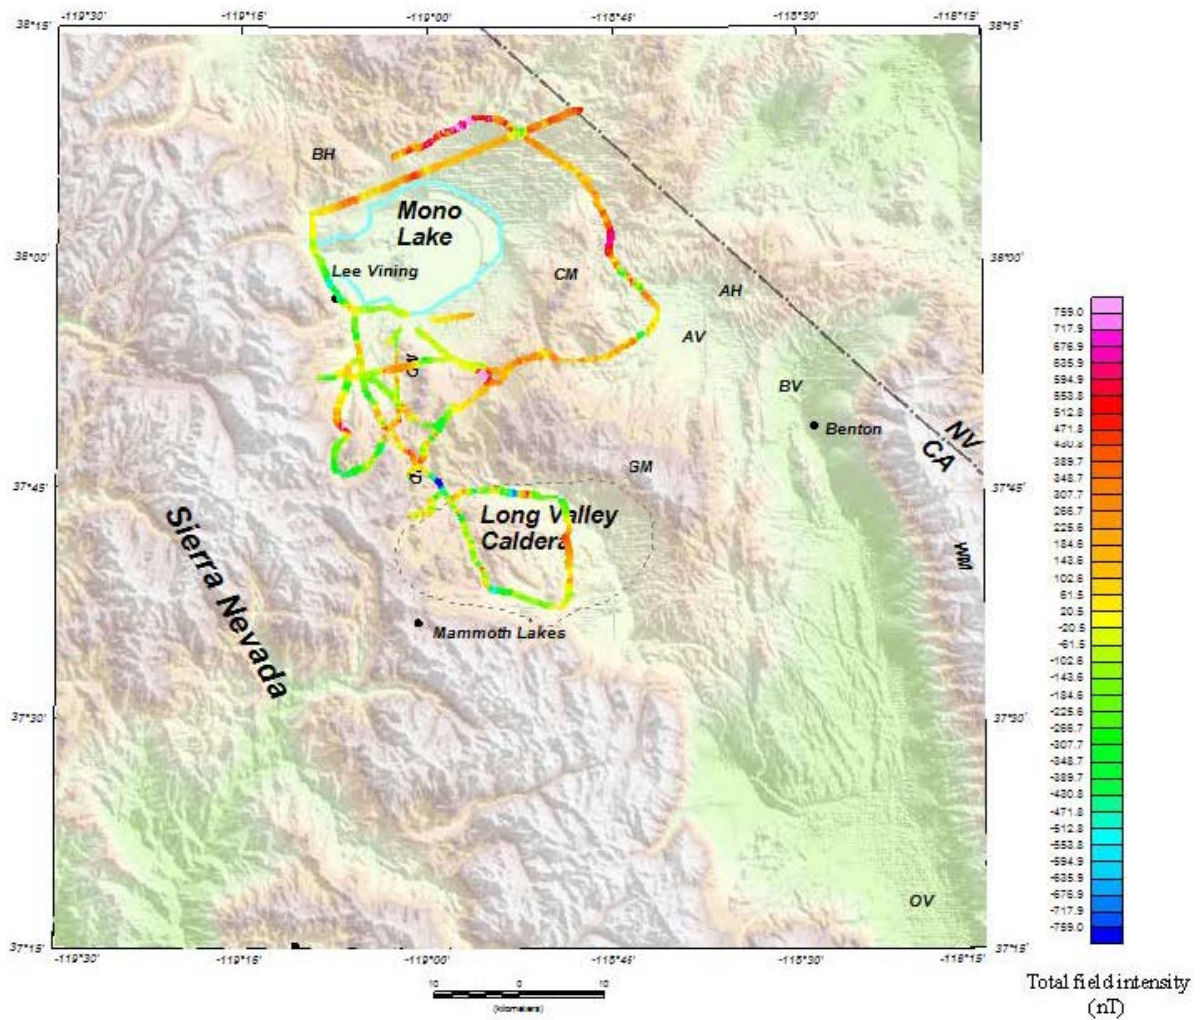 -119°30'
-119°15'
-119°00'
-118°45'
-118°30'
-118°15'
38°15'
38°15'
BH
Mono
Lake
38°00'
38°00'
Lee Vining
CM
AH
AV
BV
Benton
NV
CA
GM
37°45'
37°45'
Long Valley
Caldera
WM
Sierra Nevada
Mammoth Lakes
37°30'
37°30'
OV
37°15'
37°15'
-119°30'
-119°15'
-119°00'
-118°45'
-118°30'
-118°15'
10 0 10
(kilometers)
759.0
717.9
676.9
635.9
594.9
553.8
512.8
471.8
430.8
389.7
348.7
307.7
266.7
225.6
184.6
143.6
102.6
61.5
20.5
-20.5
-61.5
-102.6
-143.6
-184.6
-225.6
-266.7
-307.7
-348.7
-389.7
-430.8
-471.8
-512.8
-553.8
-594.9
-635.9
-676.9
-717.9
-759.0
Total field intensity
(nT)